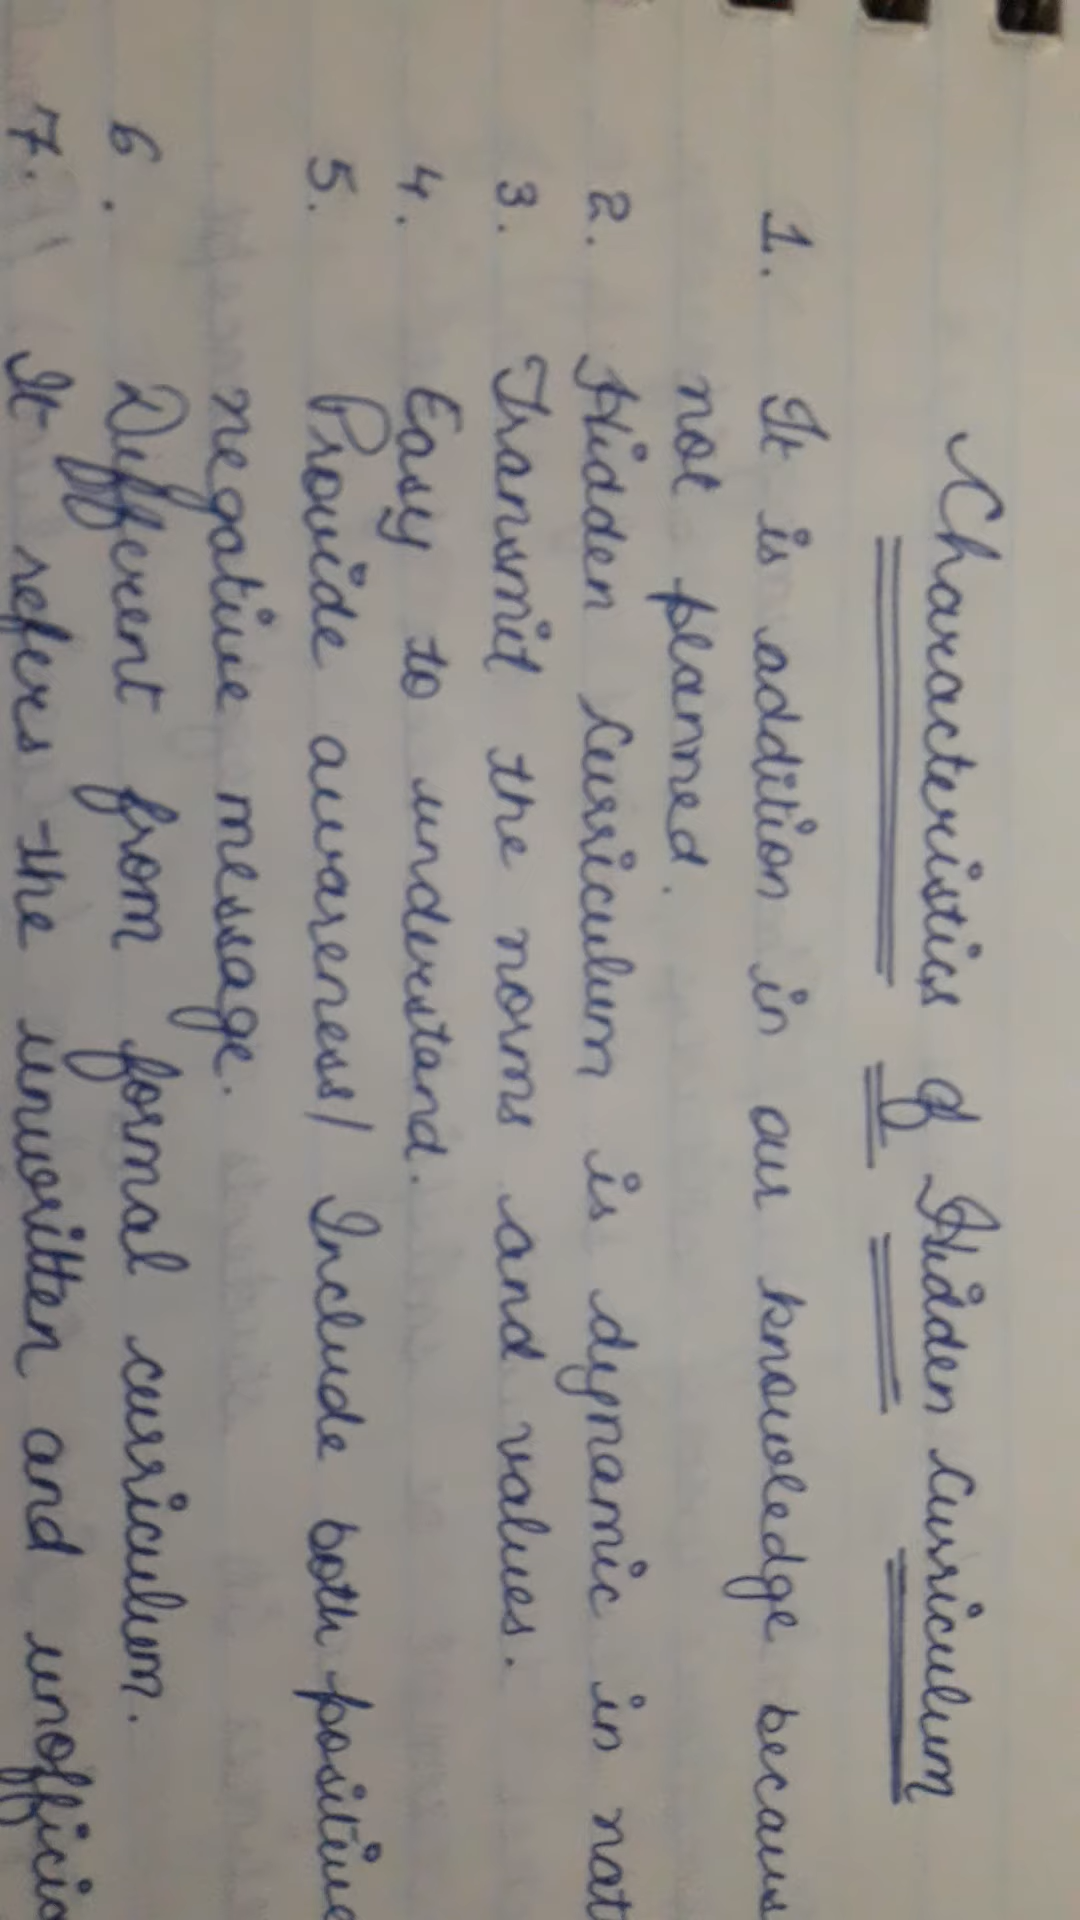 Characteristics of Hidden Curriculum
1. It is addition in our knowledge becaus
not planned.
2. Hidden Curriculum is dynamic in nat
3. Transmit the norms and values.
4. Easy to understand.
5. Provide awareness/ Include both positive
negative message.
6. Different from formal curriculum.
7. It refers the unwritten and unofficia